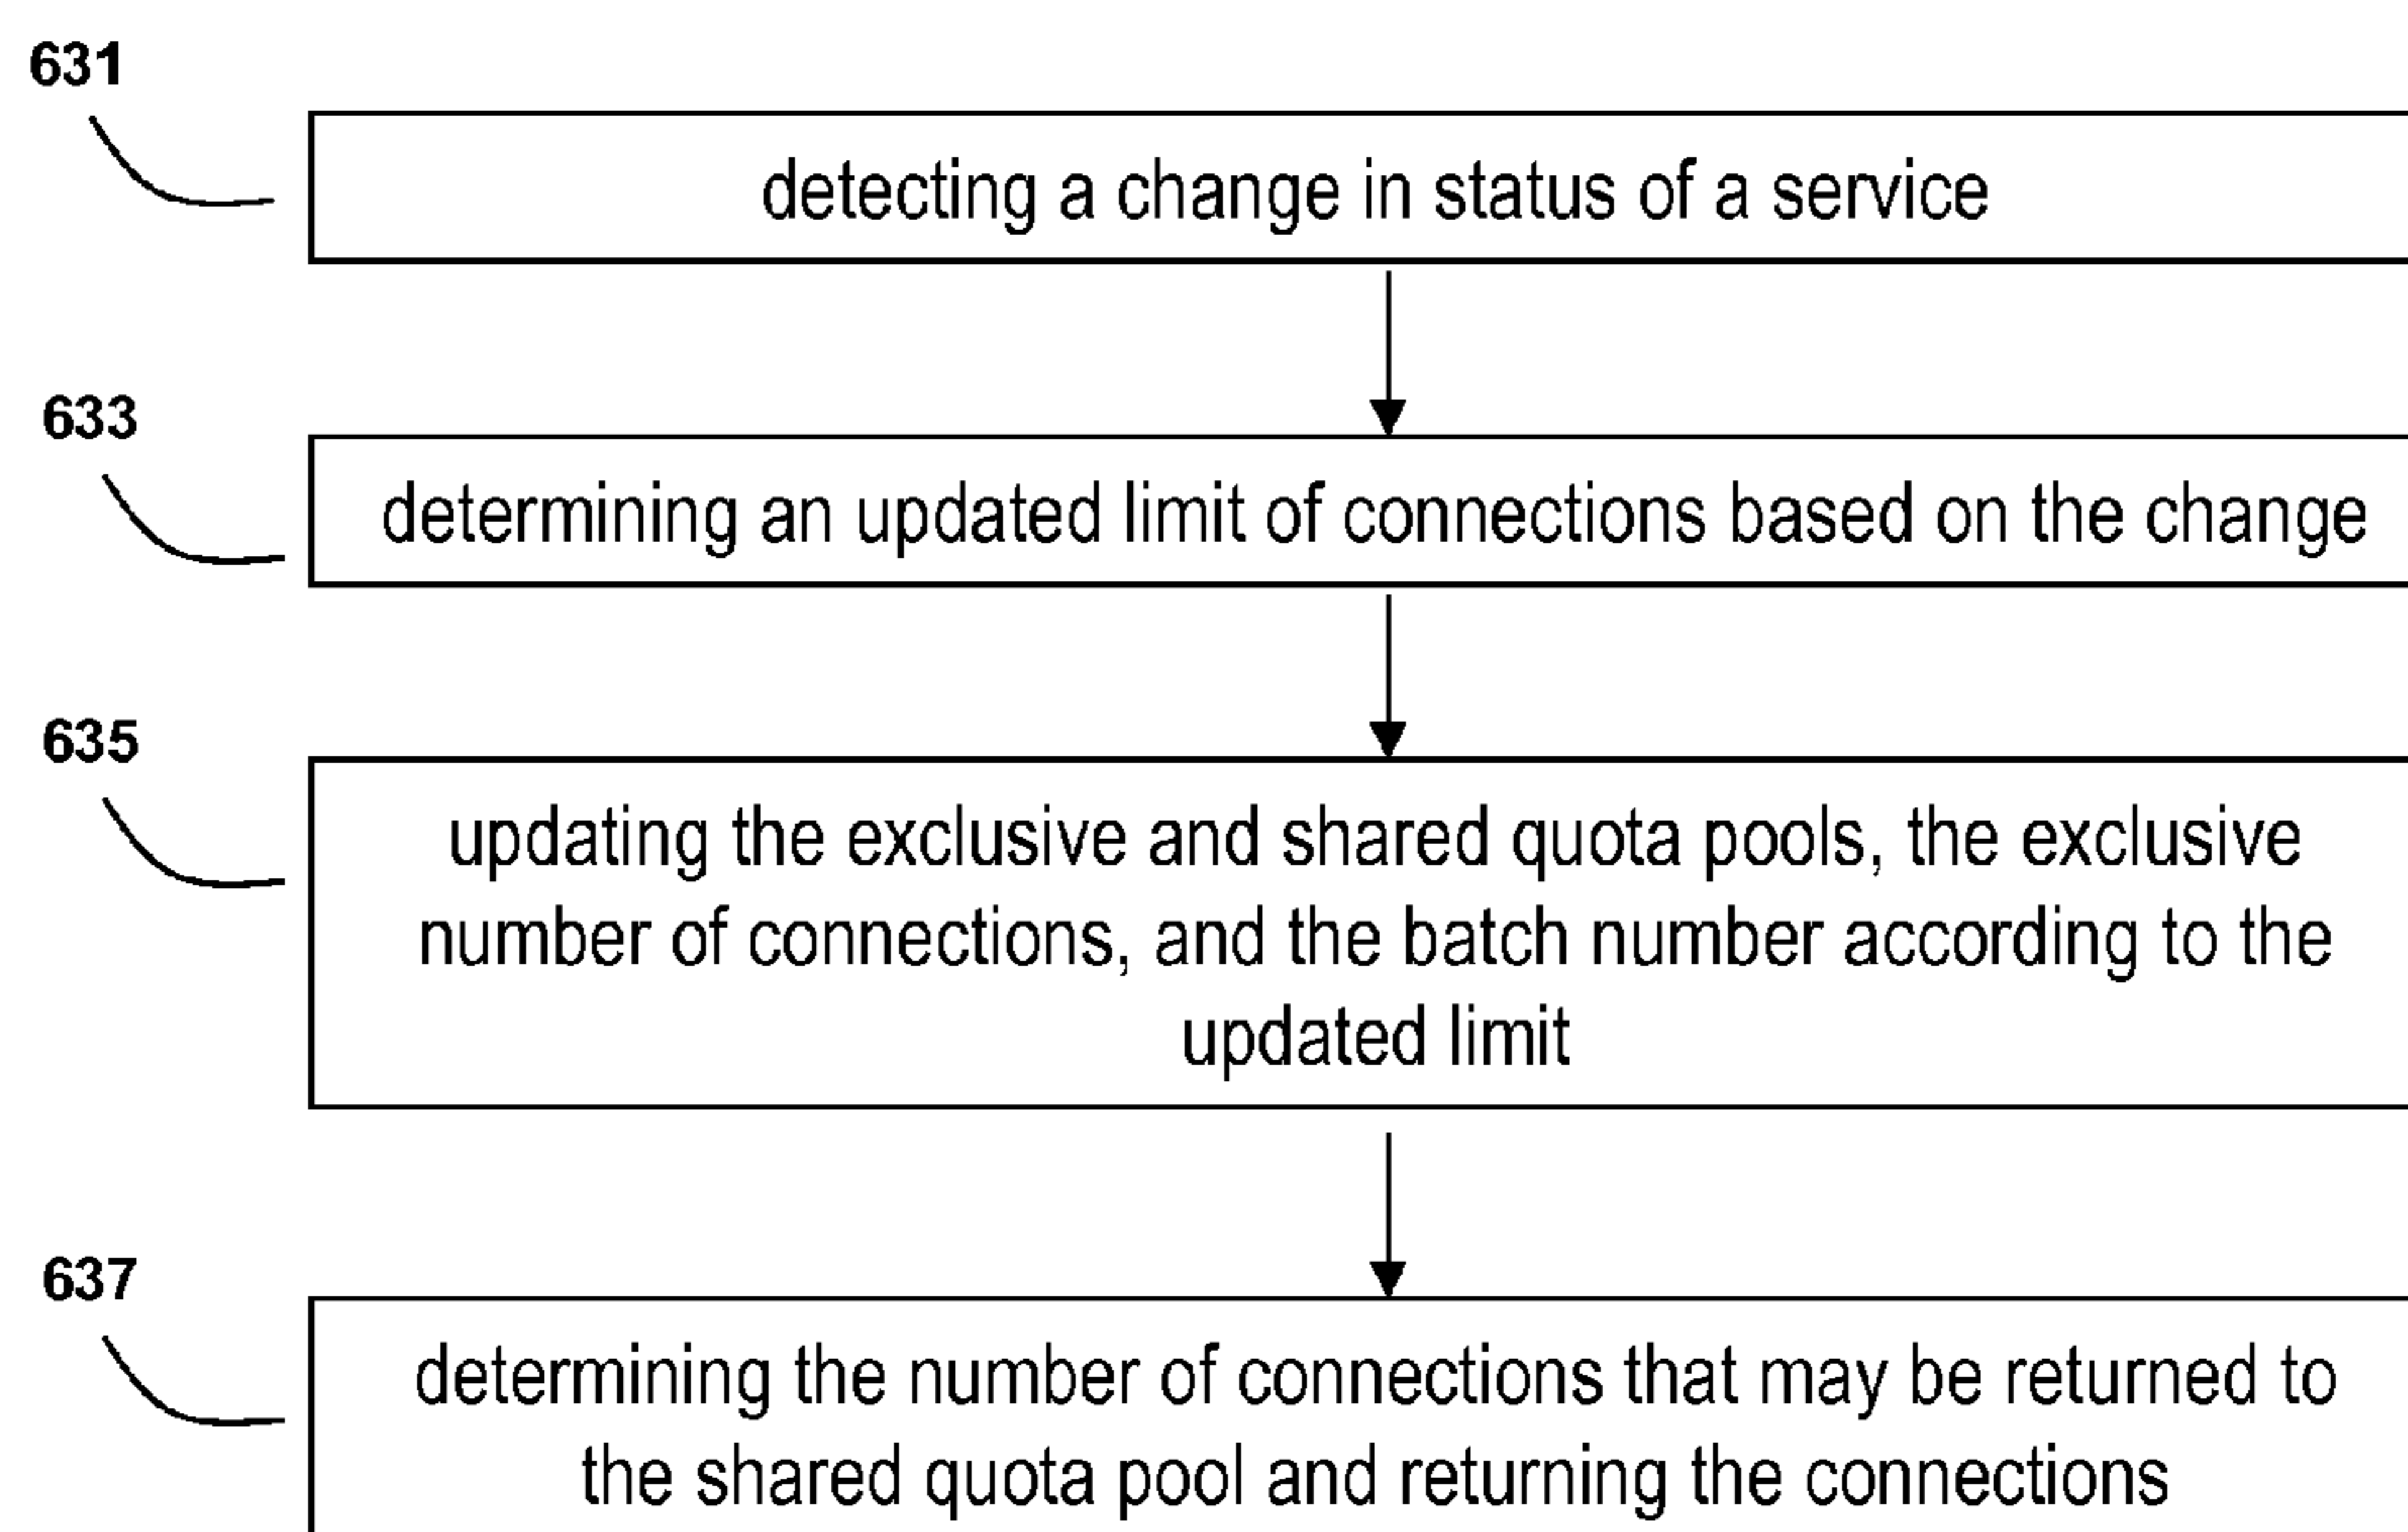 631
detecting a change in status of a service
633
determining an updated limit of connections based on the change
635
updating the exclusive and shared quota pools, the exclusive
number of connections, and the batch number according to the
updated limit
637
determining the number of connections that may be returned to
the shared quota pool and returning the connections